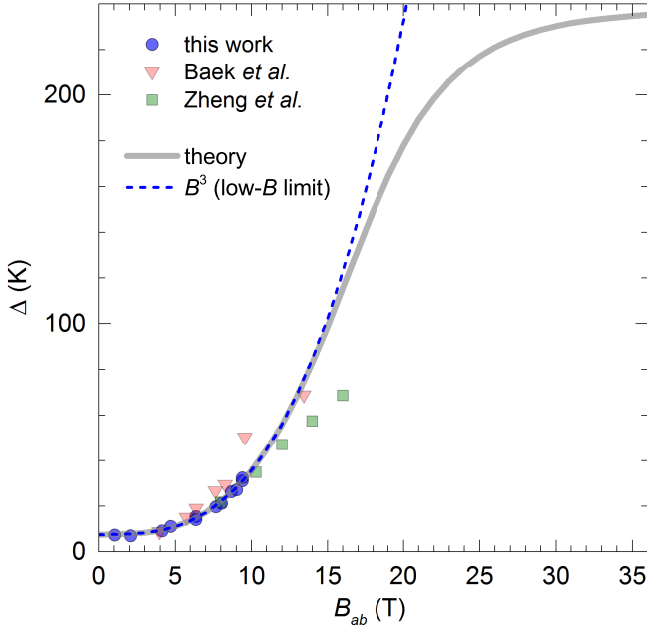 this work
Baek et al.
Zheng et al.
theory
B³ (low-B limit)
Δ (K)
200
100
0
0 5 10 15 20 25 30 35
B_ab (T)